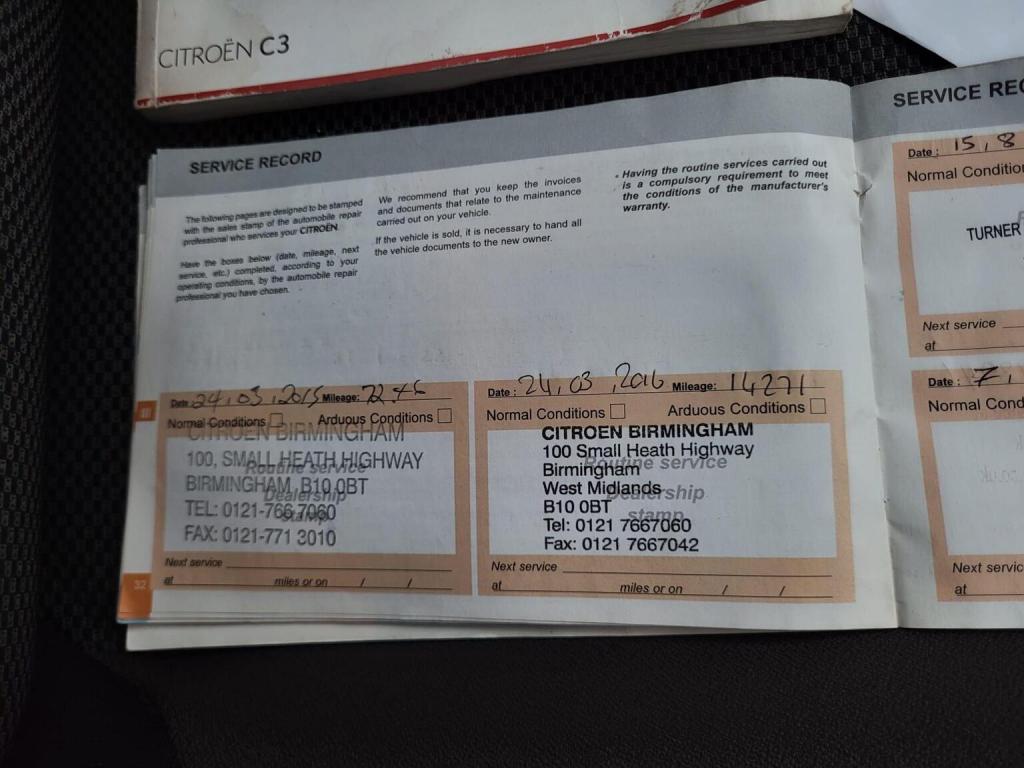 CITROËN C3
SERVICE RECORD
The following pages are designed to be stamped
with the sales stamp of the automobile repair
professional who services your CITROËN.
Have the boxes below (date, mileage, next
service, etc.) completed, according to your
operating conditions, by the automobile repair
professional you have chosen.
We recommend that you keep the invoices
and documents that relate to the maintenance
carried out on your vehicle.
If the vehicle is sold, it is necessary to hand all
the vehicle documents to the new owner.
Having the routine services carried out
is a compulsory requirement to meet
the conditions of the manufacturer's
warranty.
Date: 24,03,2015 Mileage:
Normal Conditions Arduous Conditions
CITROEN BIRMINGHAM
100, SMALL HEATH HIGHWAY
Routine service
BIRMINGHAM, B10 0BT
Dealership
TEL: 0121-766 7060
stamp
FAX: 0121-771 3010
Next service
at miles or on / /
32
Date: 24,03,2016 Mileage: 14271
Normal Conditions Arduous Conditions
CITROEN BIRMINGHAM
100 Small Heath Highway
Birmingham
Routine service
West Midlands
Dealership
B10 0BT
stamp
Tel: 0121 7667060
Fax: 0121 7667042
Next service
at miles or on / /
SERVICE REC
Date: 15,8
Normal Conditio
TURNER
Next service
at
Date: 7,
Normal Cond
Next servic
at